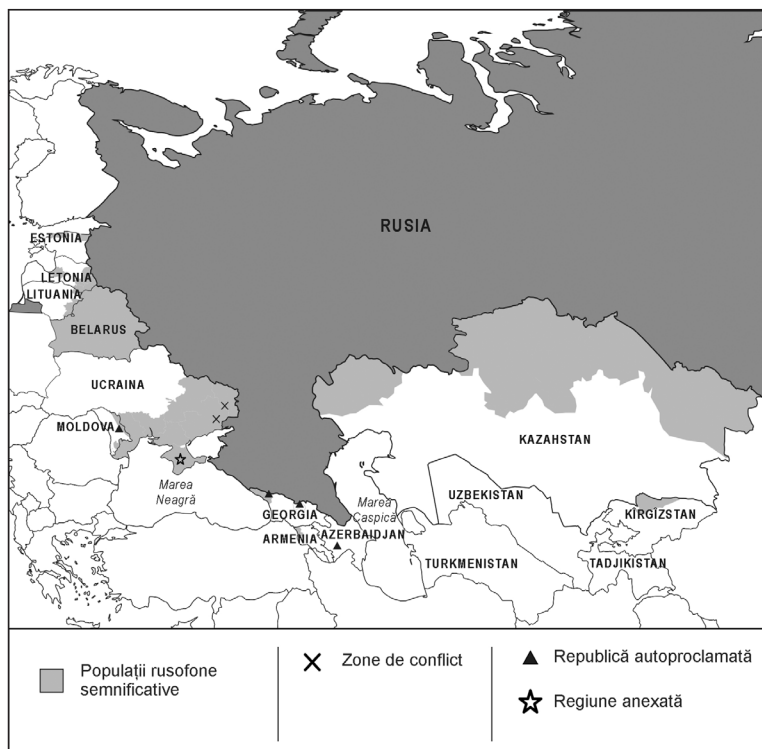 RUSIA
ESTONIA
LETONIA
LITUANIA
BELARUS
UCRAINA
MOLDOVA
KAZAHSTAN
Marea
Neagră
Marea
Caspică
UZBEKISTAN
GEORGIA
KÎRGÎZSTAN
AZERBAIDJAN
ARMENIA
TURKMENISTAN
TADJIKISTAN
Populații rusofone
semnificative
Zone de conflict
Republică autoproclamată
Regiune anexată